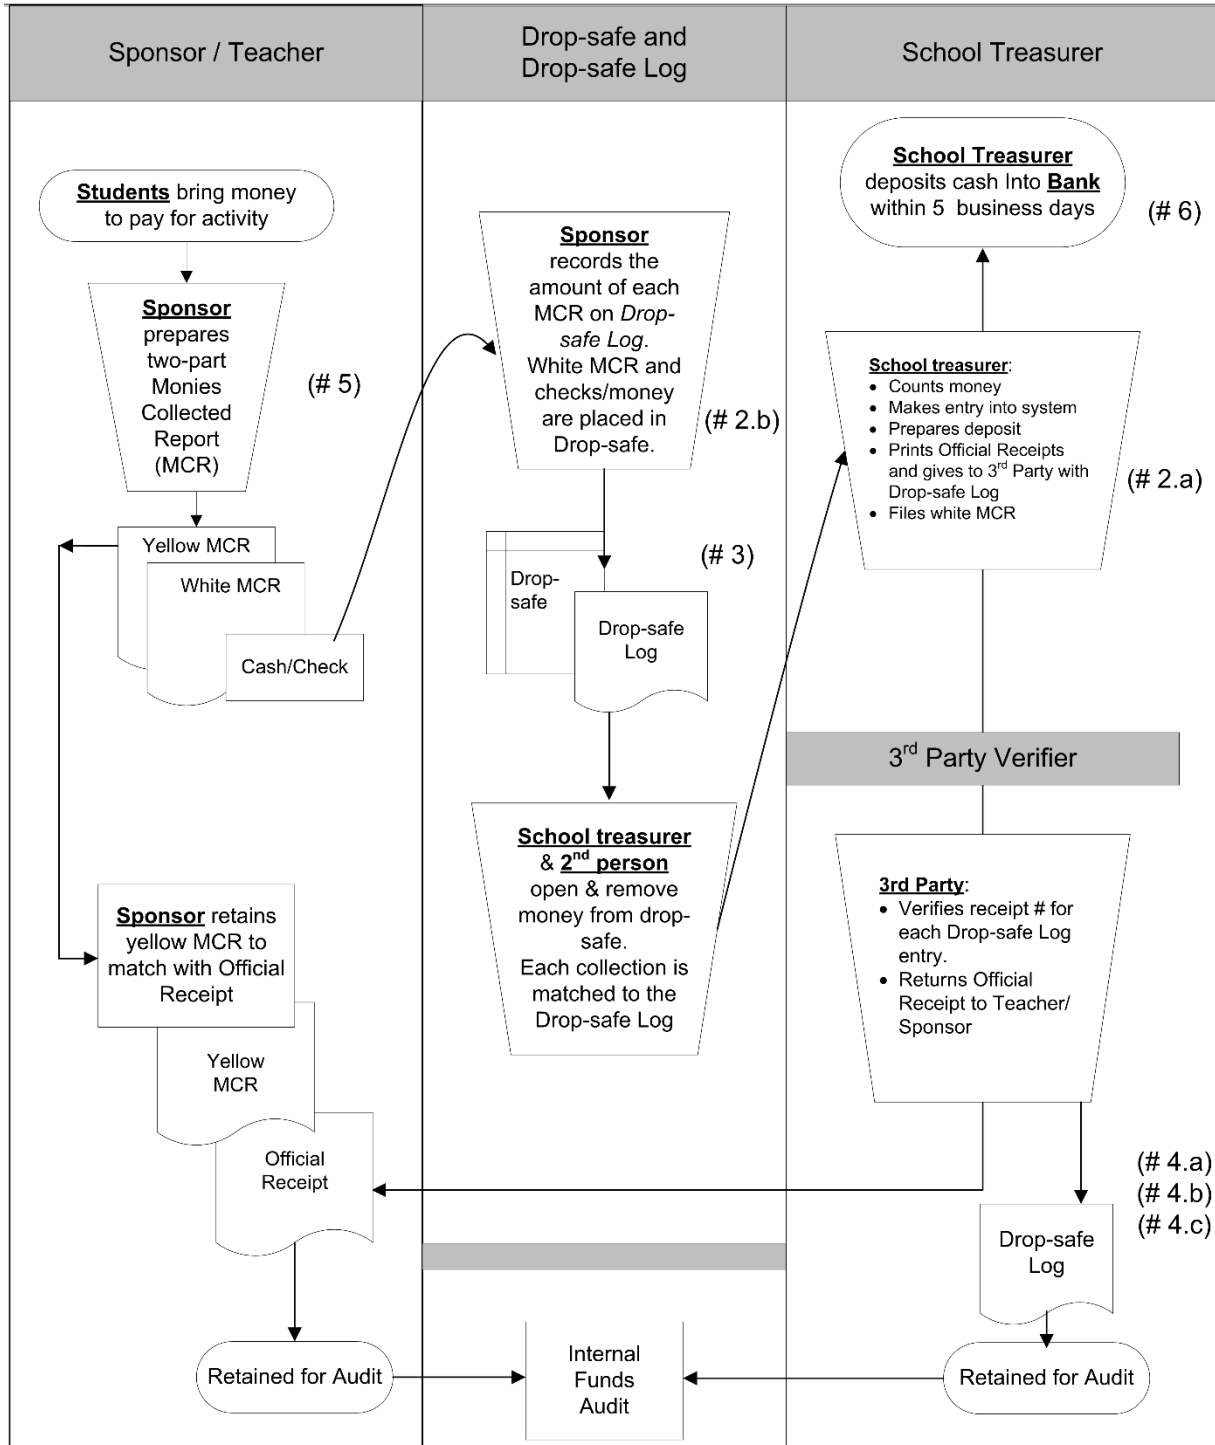 Sponsor / Teacher
Drop-safe and
Drop-safe Log
School Treasurer
Students bring money
to pay for activity
Sponsor
prepares
two-part
Monies
Collected
Report
(MCR)
(# 5)
Yellow MCR
White MCR
Cash/Check
Sponsor retains
yellow MCR to
match with Official
Receipt
Yellow
MCR
Official
Receipt
Retained for Audit
Sponsor
records the
amount of each
MCR on Drop-
safe Log.
White MCR and
checks/money
are placed in
Drop-safe.
(# 2.b)
(# 3)
Drop-
safe
Drop-safe
Log
School treasurer
& 2nd person
open & remove
money from drop-
safe.
Each collection is
matched to the
Drop-safe Log
Internal
Funds
Audit
School Treasurer
deposits cash Into Bank
within 5 business days
(# 6)
School treasurer:
• Counts money
• Makes entry into system
• Prepares deposit
• Prints Official Receipts
and gives to 3rd Party with
Drop-safe Log
• Files white MCR
(# 2.a)
3rd Party Verifier
3rd Party:
• Verifies receipt # for
each Drop-safe Log
entry.
• Returns Official
Receipt to Teacher/
Sponsor
(# 4.a)
(# 4.b)
(# 4.c)
Drop-safe
Log
Retained for Audit